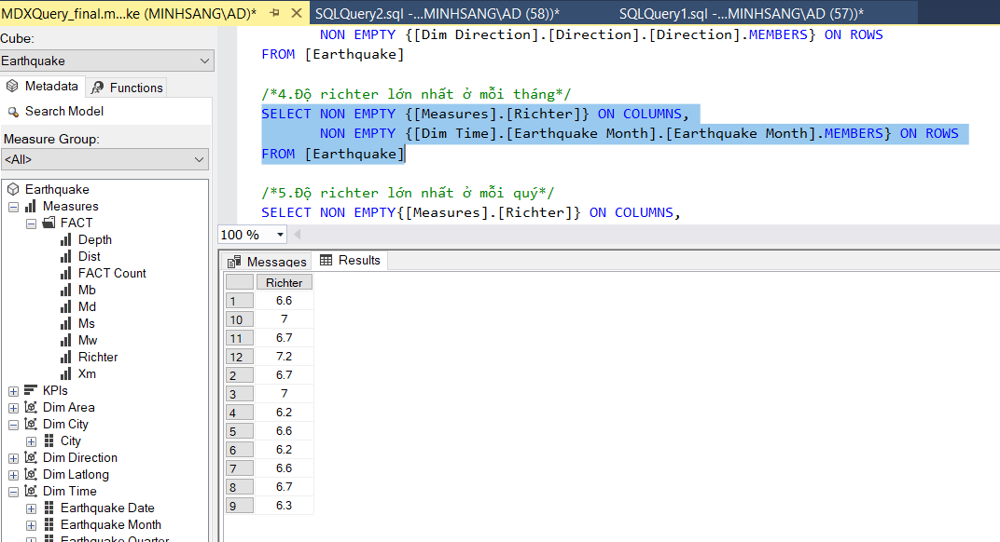 MDXQuery_final.m...ke (MINHSANG\AD)*
SQLQuery2.sql -...MINHSANG\AD (58))*
SQLQuery1.sql -...MINHSANG\AD (57))*
Cube:
Earthquake
Metadata
Functions
Search Model
Measure Group:
<All>
Earthquake
Measures
FACT
Depth
Dist
FACT Count
Mb
Md
Ms
Mw
Richter
Xm
KPIs
Dim Area
Dim City
City
Dim Direction
Dim Latlong
Dim Time
Earthquake Date
Earthquake Month
Earthquake Quarter
NON EMPTY {[Dim Direction].[Direction].[Direction].MEMBERS} ON ROWS
FROM [Earthquake]
/*4.Độ richter lớn nhất ở mỗi tháng*/
SELECT NON EMPTY {[Measures].[Richter]} ON COLUMNS,
NON EMPTY {[Dim Time].[Earthquake Month].[Earthquake Month].MEMBERS} ON ROWS
FROM [Earthquake]
/*5.Độ richter lớn nhất ở mỗi quý*/
SELECT NON EMPTY{[Measures].[Richter]} ON COLUMNS,
100 %
Messages
Results
Richter
1 6.6
10 7
11 6.7
12 7.2
2 6.7
3 7
4 6.2
5 6.6
6 6.2
7 6.6
8 6.7
9 6.3